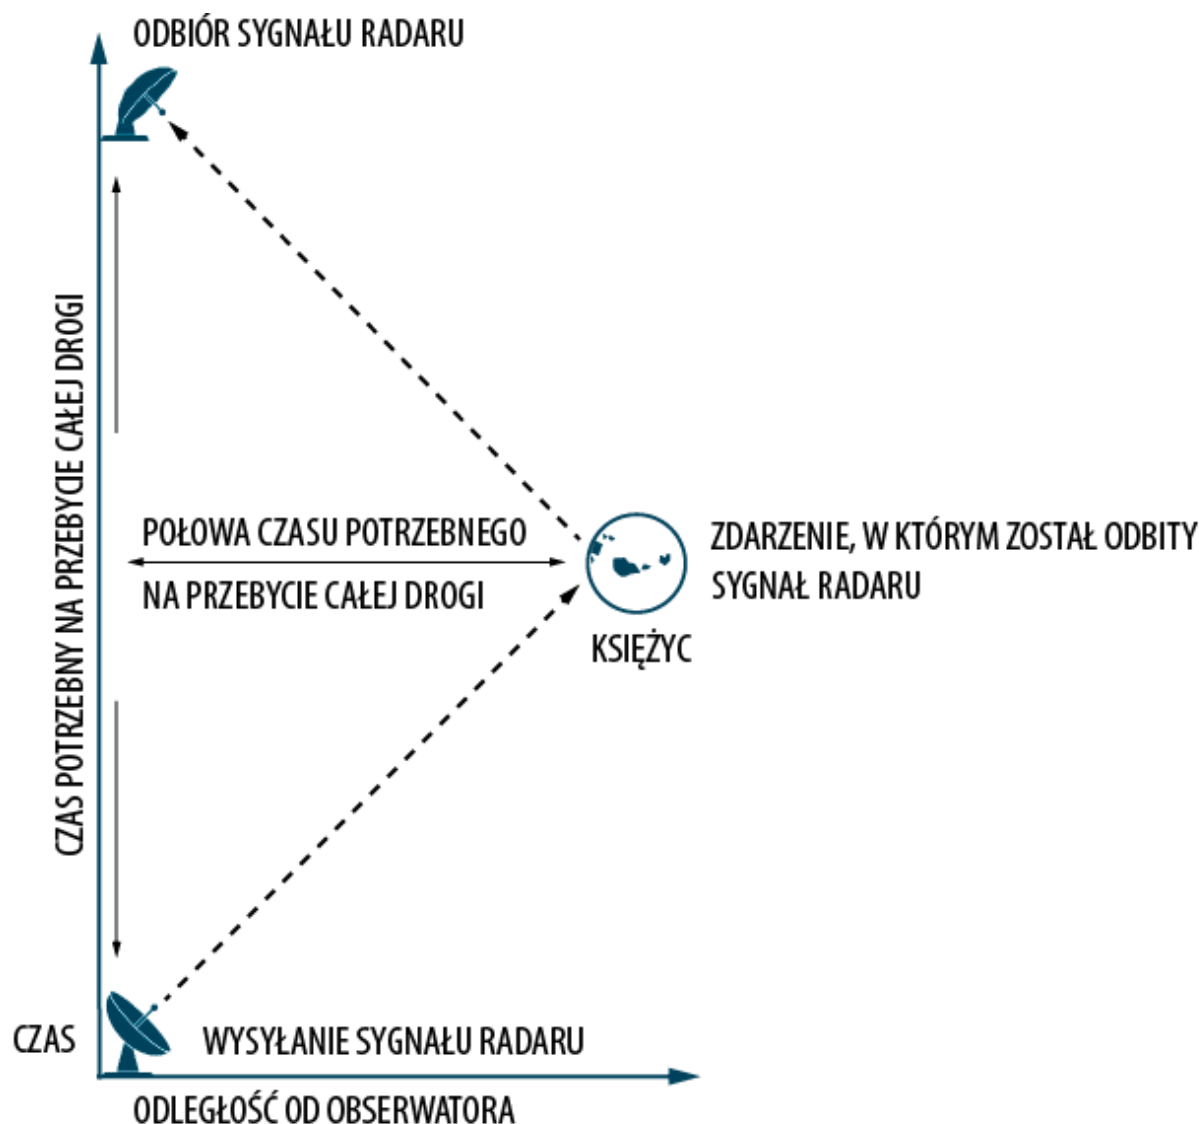 ODBIÓR SYGNAŁU RADARU
CZAS POTRZEBNY NA PRZEBYCIE CAŁEJ DROGI
POŁOWA CZASU POTRZEBNEGO
NA PRZEBYCIE CAŁEJ DROGI
ZDARZENIE, W KTÓRYM ZOSTAŁ ODBITY
SYGNAŁ RADARU
KSIĘŻYC
CZAS
WYSYŁANIE SYGNAŁU RADARU
ODLEGŁOŚĆ OD OBSERWATORA